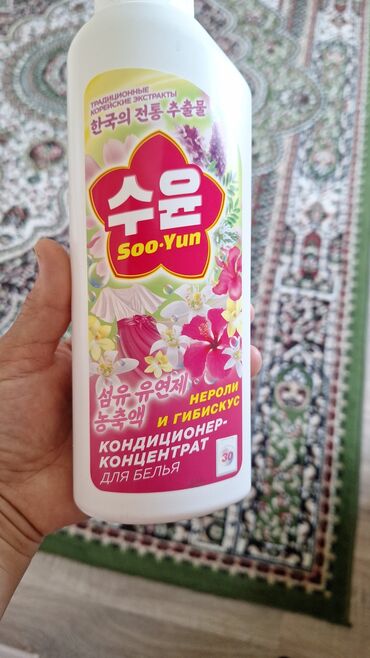 ТРАДИЦИОННЫЕ
КОРЕЙСКИЕ ЭКСТРАКТЫ
한국의 전통 추출물
수윤
Soo-Yun
섬유 유연제
농축액
НЕРОЛИ
И ГИБИСКУС
КОНДИЦИОНЕР-
КОНЦЕНТРАТ
ДЛЯ БЕЛЬЯ
30